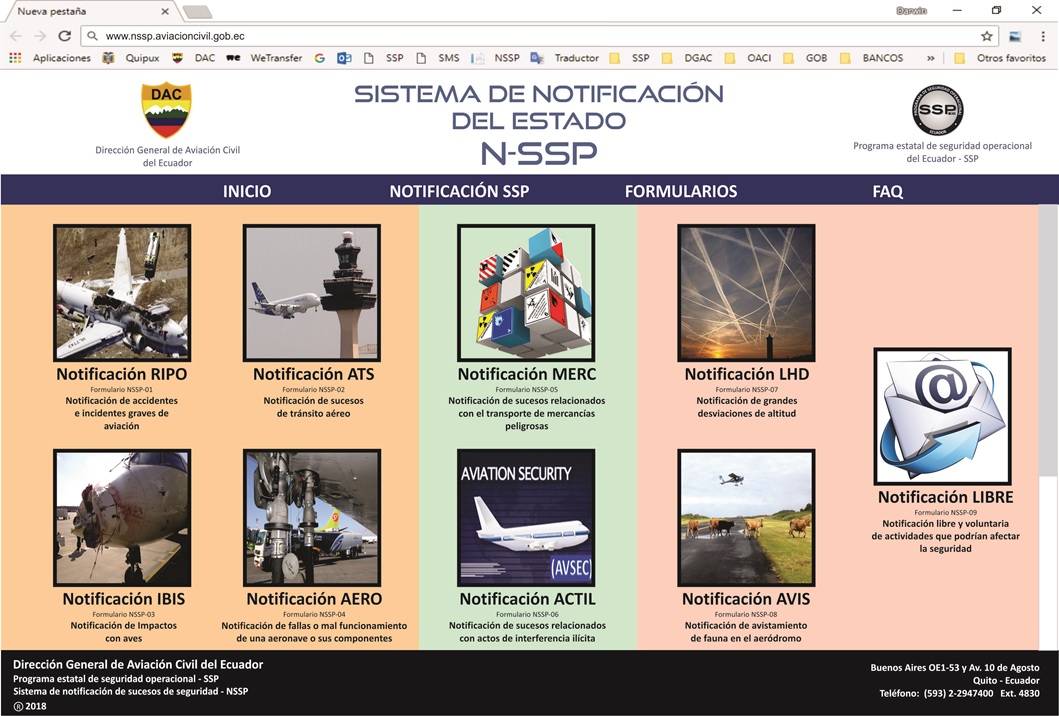 Nueva pestaña
Darwin
www.nssp.aviacioncivil.gob.ec
Aplicaciones Quipux DAC WeTransfer SSP SMS NSSP Traductor SSP DGAC OACI GOB BANCOS » Otros favoritos
DAC
Dirección General de Aviación Civil
del Ecuador
SISTEMA DE NOTIFICACIÓN
DEL ESTADO
N-SSP
SSP
ECUADOR
Programa estatal de seguridad operacional
del Ecuador - SSP
INICIO NOTIFICACIÓN SSP FORMULARIOS FAQ
Notificación RIPO
Formulario NSSP-01
Notificación de accidentes
e incidentes graves de
aviación
Notificación ATS
Formulario NSSP-02
Notificación de sucesos
de tránsito aéreo
Notificación MERC
Formulario NSSP-05
Notificación de sucesos relacionados
con el transporte de mercancías
peligrosas
Notificación LHD
Formulario NSSP-07
Notificación de grandes
desviaciones de altitud
@
Notificación LIBRE
Formulario NSSP-09
Notificación libre y voluntaria
de actividades que podrían afectar
la seguridad
Notificación IBIS
Formulario NSSP-03
Notificación de Impactos
con aves
Notificación AERO
Formulario NSSP-04
Notificación de fallas o mal funcionamiento
de una aeronave o sus componentes
AVIATION SECURITY
(AVSEC)
Notificación ACTIL
Formulario NSSP-06
Notificación de sucesos relacionados
con actos de interferencia ilícita
Notificación AVIS
Formulario NSSP-08
Notificación de avistamiento
de fauna en el aeródromo
Dirección General de Aviación Civil del Ecuador
Programa estatal de seguridad operacional - SSP
Sistema de notificación de sucesos de seguridad - NSSP
® 2018
Buenos Aires OE1-53 y Av. 10 de Agosto
Quito - Ecuador
Teléfono: (593) 2-2947400 Ext. 4830